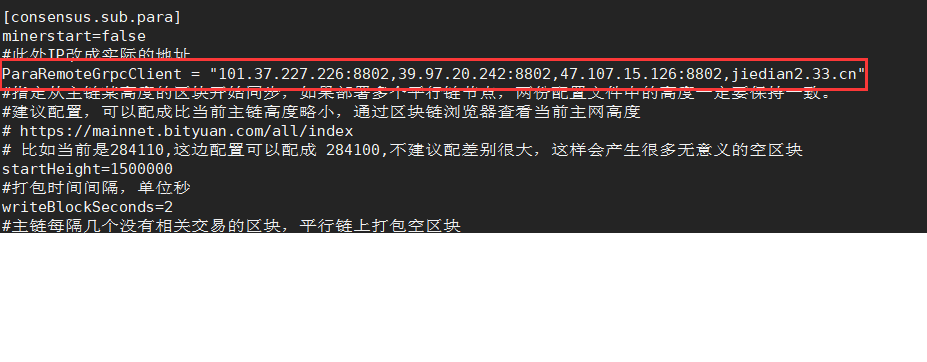 [consensus.sub.para]
minerstart=false
#此处IP改成实际的地址
ParaRemoteGrpcClient = "101.37.227.226:8802,39.97.20.242:8802,47.107.15.126:8802,jiedian2.33.cn"
#指定从主链某高度的区块开始同步，如果部署多个平行链节点，两份配置文件中的高度一定要保持一致。
#建议配置，可以配成比当前主链高度略小，通过区块链浏览器查看当前主网高度
# https://mainnet.bityuan.com/all/index
# 比如当前是284110,这边配置可以配成 284100,不建议配差别很大，这样会产生很多无意义的空区块
startHeight=1500000
#打包时间间隔，单位秒
writeBlockSeconds=2
#主链每隔几个没有相关交易的区块，平行链上打包空区块